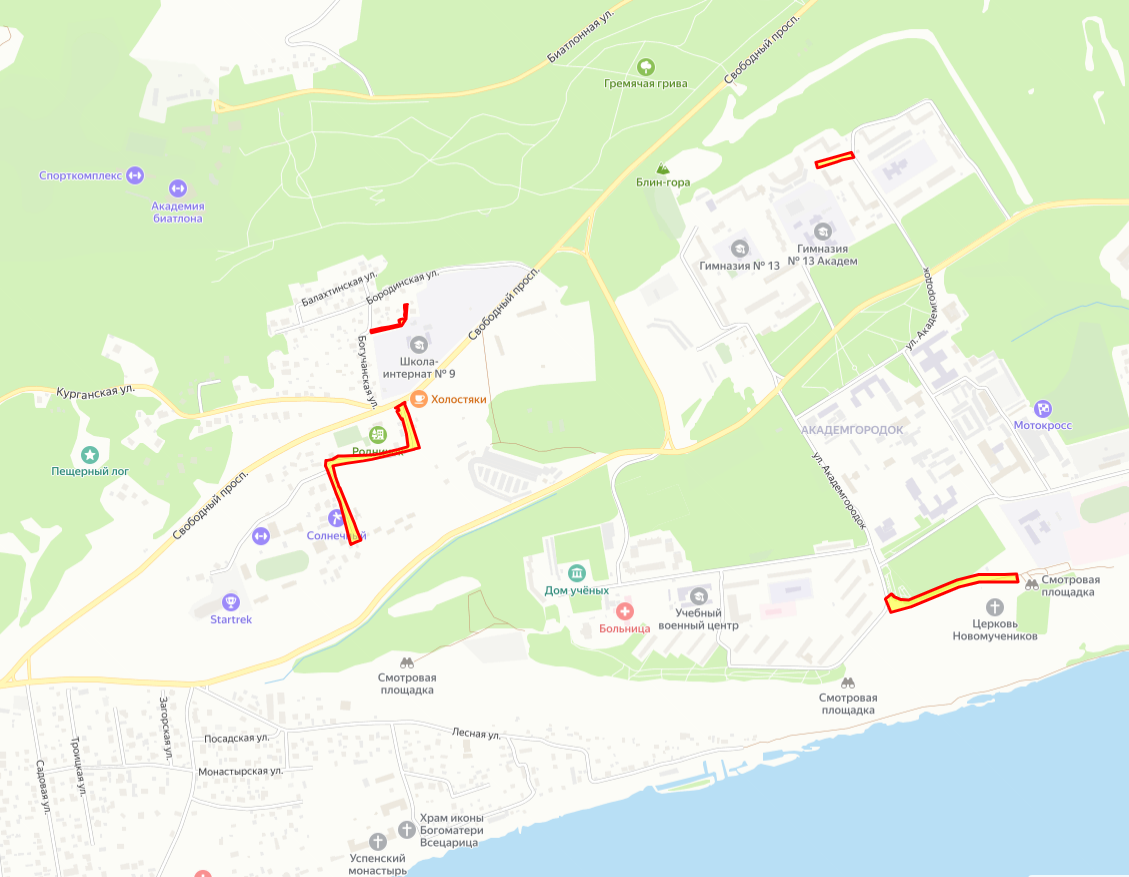 Биатлонная ул.
Свободный просп.
Гремячая грива
Спорткомплекс
Академия
биатлона
Блин-гора
Гимназия № 13
Гимназия
№ 13 Академ
Балахтинская ул.
Бородинская ул.
Свободный просп.
ул. Академгородок
Богучанская ул.
Школа-
интернат № 9
Курганская ул.
Холостяки
Мотокросс
АКАДЕМГОРОДОК
Пещерный лог
ул. Академгородок
Свободный просп.
Startrek
Дом учёных
Больница
Учебный
военный центр
Смотровая
площадка
Церковь
Новомучеников
Смотровая
площадка
Смотровая
площадка
Загорская ул.
Посадская ул.
Лесная ул.
Троицкая ул.
Садовая ул.
Монастырская ул.
Храм иконы
Богоматери
Всецарица
Успенский
монастырь